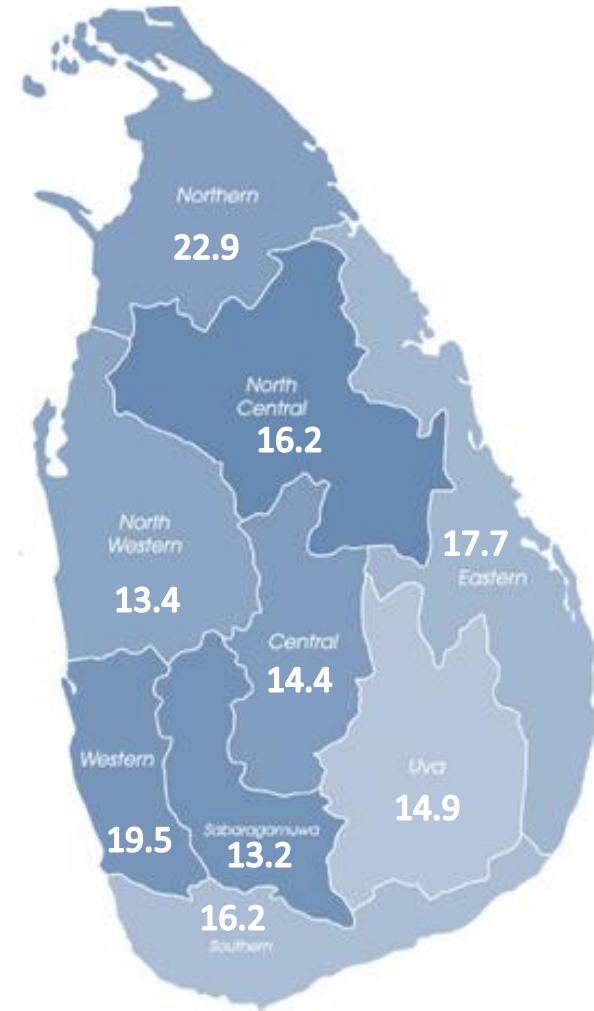 Northern
22.9
North
Central
16.2
North
Western
13.4
17.7
Eastern
Central
14.4
Western
19.5
Uva
14.9
Sabaragamuwa
13.2
16.2
Southern